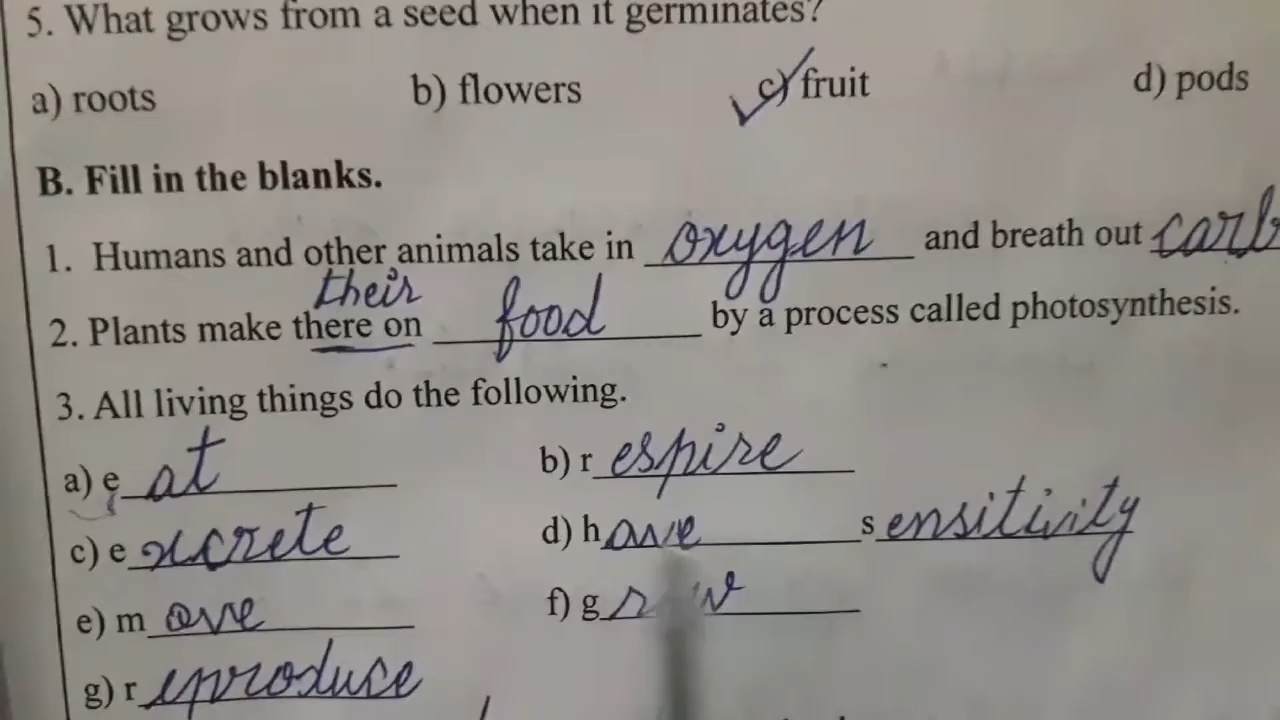 5. What grows from a seed when it germinates?
a) roots b) flowers c) fruit d) pods
B. Fill in the blanks.
1. Humans and other animals take in oxygen and breath out carb
their
2. Plants make there on food by a process called photosynthesis.
3. All living things do the following.
a) eat b) respire
c) excrete d) have sensitivity
e) move f) grow
g) reproduce